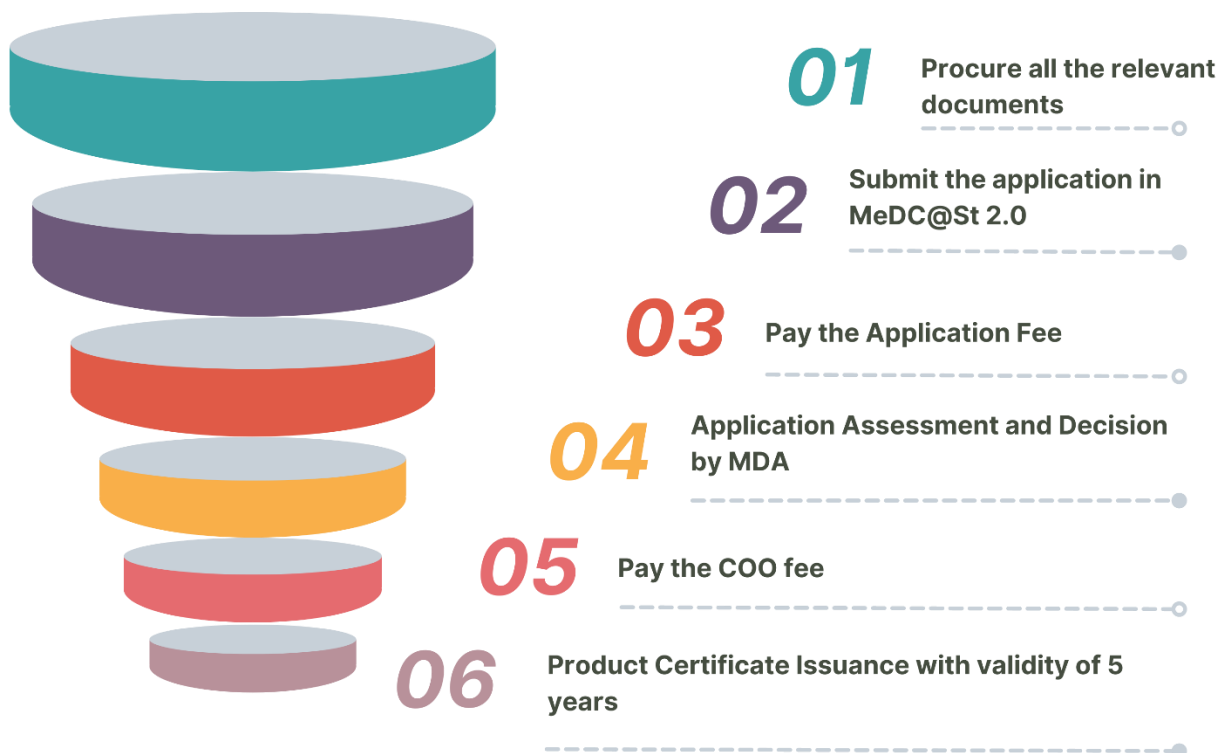 01
Procure all the relevant
documents
02
Submit the application in
MeDC@St 2.0
03
Pay the Application Fee
04
Application Assessment and Decision
by MDA
05
Pay the COO fee
06
Product Certificate Issuance with validity of 5
years